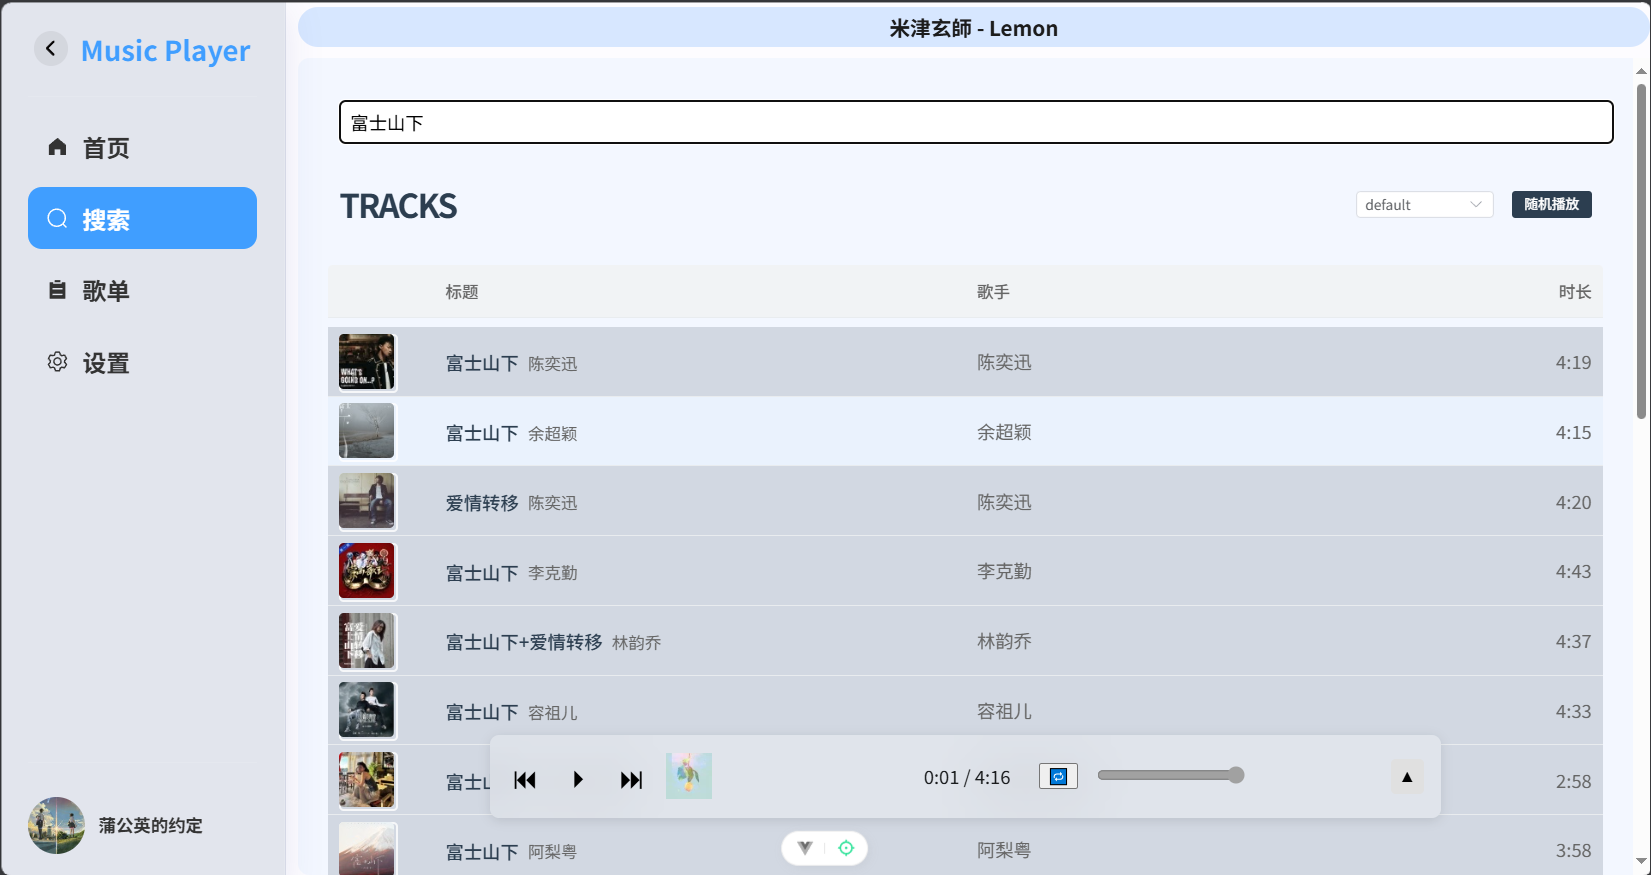 Music Player
米津玄師 - Lemon
首页
搜索
歌单
设置
蒲公英的约定
富士山下
TRACKS
default
随机播放
标题 歌手 时长
富士山下 陈奕迅 陈奕迅 4:19
富士山下 余超颖 余超颖 4:15
爱情转移 陈奕迅 陈奕迅 4:20
富士山下 李克勤 李克勤 4:43
富士山下+爱情转移 林韵乔 林韵乔 4:37
富士山下 容祖儿 容祖儿 4:33
富士 2:58
富士山下 阿梨粤 阿梨粤 3:58
0:01 / 4:16
WHAT'S
GOING ON...?